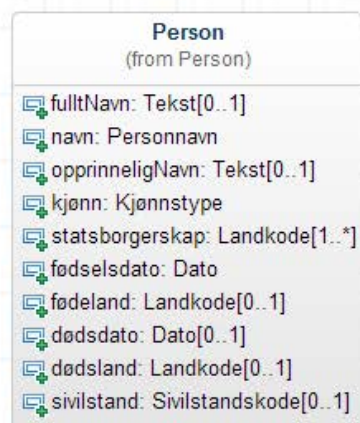 Person
(from Person)
fulltNavn: Tekst[0..1]
navn: Personnavn
opprinneligNavn: Tekst[0..1]
kjønn: Kjønnstype
statsborgerskap: Landkode[1..*]
fødselsdato: Dato
fødeland: Landkode[0..1]
dødsdato: Dato[0..1]
dødsland: Landkode[0..1]
sivilstand: Sivilstandskode[0..1]